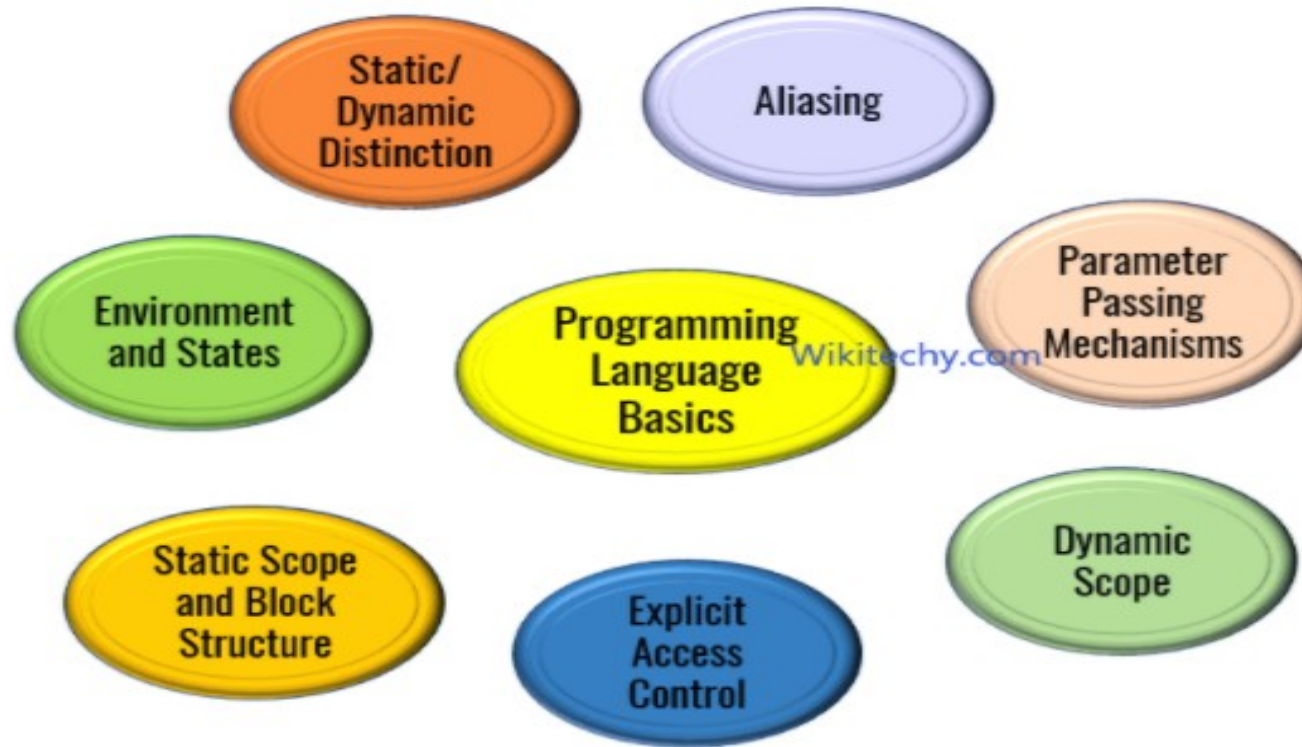 Static/
Dynamic
Distinction
Aliasing
Environment
and States
Programming
Language
Basics
Wikitechy.com
Parameter
Passing
Mechanisms
Static Scope
and Block
Structure
Explicit
Access
Control
Dynamic
Scope